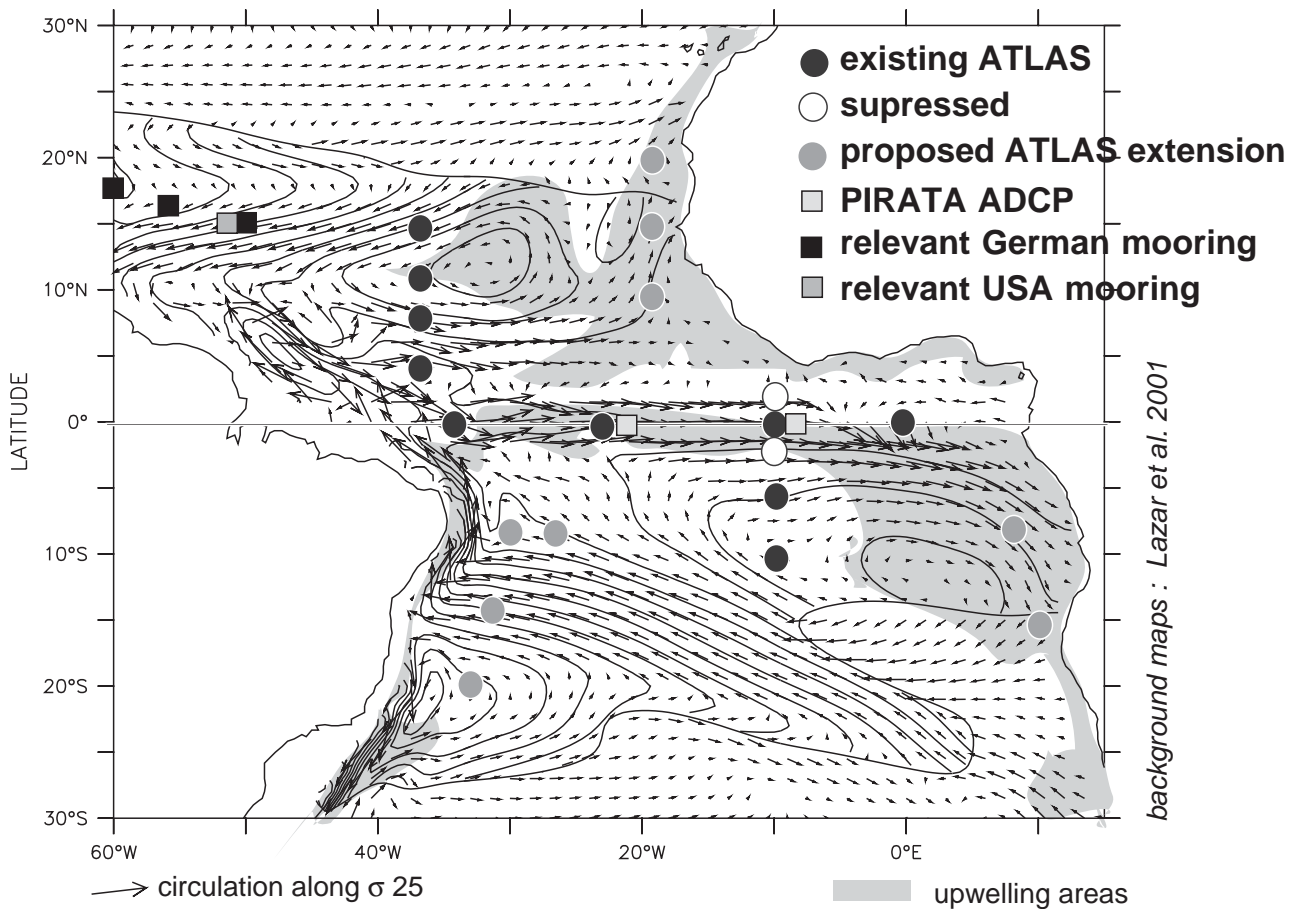 30°N
20°N
10°N
0°
10°S
20°S
30°S
LATITUDE
existing ATLAS
supressed
proposed ATLAS extension
PIRATA ADCP
relevant German mooring
relevant USA mooring
background maps : Lazar et al. 2001
60°W
40°W
20°W
0°E
circulation along σ 25
upwelling areas